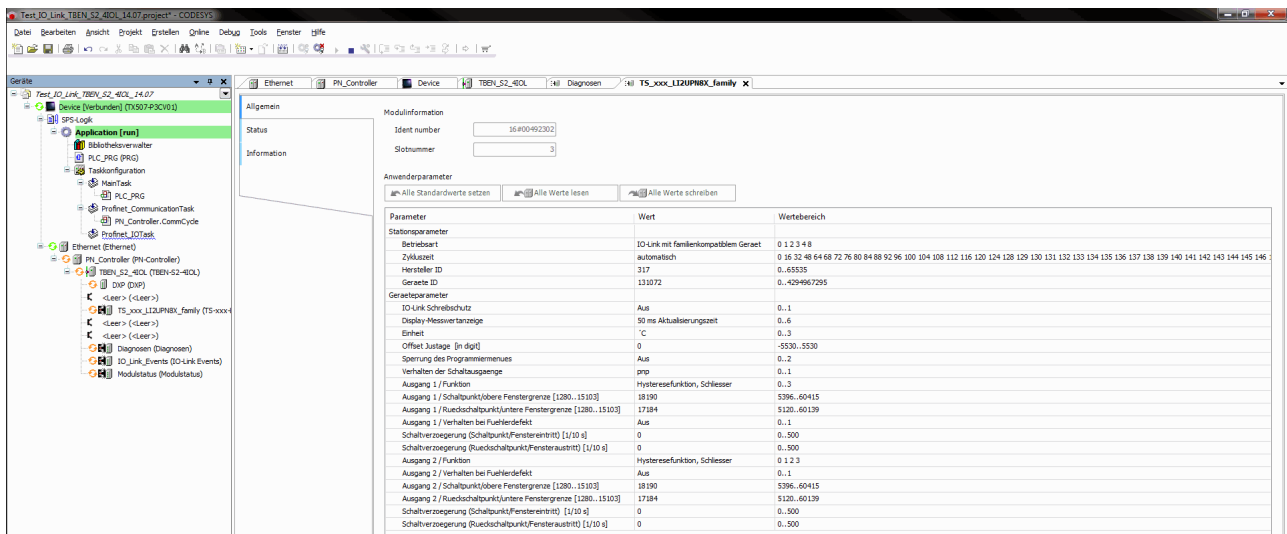 Test_IO_Link_TBEN_S2_4IOL_14.07.project* - CODESYS
Datei Bearbeiten Ansicht Projekt Erstellen Online Debug Tools Fenster Hilfe
Geräte
Test_IO_Link_TBEN_S2_4IOL_14.07
Device [Verbunden] (TX507-P3CV01)
SPS-Logik
Application [run]
Bibliotheksverwalter
PLC_PRG (PRG)
Taskkonfiguration
MainTask
PLC_PRG
Profinet_CommunicationTask
PN_Controller.CommCycle
Profinet_IOTask
Ethernet (Ethernet)
PN_Controller (PN-Controller)
TBEN_S2_4IOL (TBEN-S2-4IOL)
DXP (DXP)
<Leer> (<Leer>)
TS_xxx_LI2UPN8X_family (TS-xxx-
<Leer> (<Leer>)
<Leer> (<Leer>)
Diagnosen (Diagnosen)
IO_Link_Events (IO-Link Events)
Modulstatus (Modulstatus)
Ethernet PN_Controller Device TBEN_S2_4IOL Diagnosen TS_xxx_LI2UPN8X_family
Allgemein
Status
Information
Modulinformation
Ident number 16#00492302
Slotnummer 3
Anwenderparameter
Alle Standardwerte setzen Alle Werte lesen Alle Werte schreiben
Parameter Wert Wertebereich
Stationsparameter
Betriebsart IO-Link mit familienkompatiblem Geraet 0 1 2 3 4 8
Zykluszeit automatisch 0 16 32 48 64 68 72 76 80 84 88 92 96 100 104 108 112 116 120 124 128 129 130 131 132 133 134 135 136 137 138 139 140 141 142 143 144 145 146
Hersteller ID 317 0..65535
Geraete ID 131072 0..4294967295
Geraeteparameter
IO-Link Schreibschutz Aus 0..1
Display-Messwertanzeige 50 ms Aktualisierungszeit 0..6
Einheit °C 0..3
Offset Justage [in digit] 0 -5530..5530
Sperrung des Programmiermenues Aus 0..2
Verhalten der Schaltausgaenge pnp 0..1
Ausgang 1 / Funktion Hysteresefunktion, Schliesser 0..3
Ausgang 1 / Schaltpunkt/obere Fenstergrenze [1280..15103] 18190 5396..60415
Ausgang 1 / Rueckschaltpunkt/untere Fenstergrenze [1280..15103] 17184 5120..60139
Ausgang 1 / Verhalten bei Fuehlerdefekt Aus 0..1
Schaltverzoegerung (Schaltpunkt/Fenstereintritt) [1/10 s] 0 0..500
Schaltverzoegerung (Rueckschaltpunkt/Fensteraustritt) [1/10 s] 0 0..500
Ausgang 2 / Funktion Hysteresefunktion, Schliesser 0 1 2 3
Ausgang 2 / Verhalten bei Fuehlerdefekt Aus 0..1
Ausgang 2 / Schaltpunkt/obere Fenstergrenze [1280..15103] 18190 5396..60415
Ausgang 2 / Rueckschaltpunkt/untere Fenstergrenze [1280..15103] 17184 5120..60139
Schaltverzoegerung (Schaltpunkt/Fenstereintritt) [1/10 s] 0 0..500
Schaltverzoegerung (Rueckschaltpunkt/Fensteraustritt) [1/10 s] 0 0..500